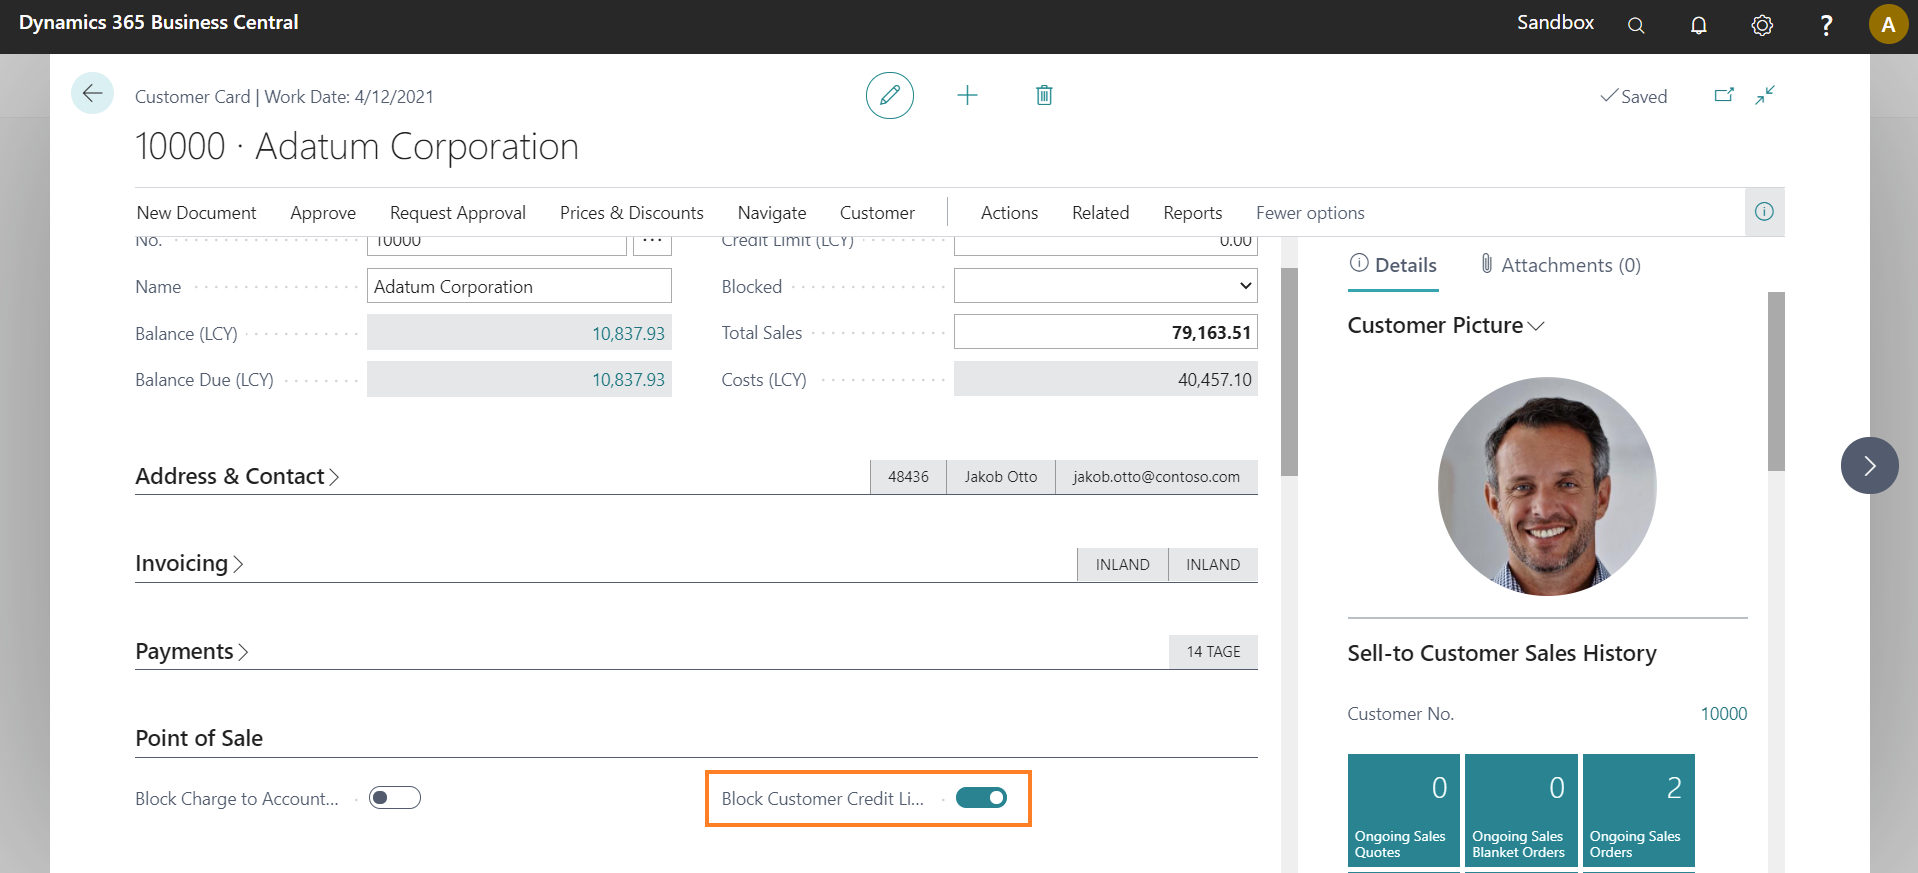 Dynamics 365 Business Central
Sandbox
?
A
Customer Card | Work Date: 4/12/2021
Saved
10000 · Adatum Corporation
New Document Approve Request Approval Prices & Discounts Navigate Customer Actions Related Reports Fewer options
No. 10000 ...
Credit Limit (LCY) 0.00
Name Adatum Corporation
Blocked
Balance (LCY) 10,837.93
Total Sales 79,163.51
Balance Due (LCY) 10,837.93
Costs (LCY) 40,457.10
Address & Contact
48436 Jakob Otto jakob.otto@contoso.com
Invoicing
INLAND INLAND
Payments
14 TAGE
Point of Sale
Block Charge to Account...
Block Customer Credit Li...
Details Attachments (0)
Customer Picture
Sell-to Customer Sales History
Customer No. 10000
0
Ongoing Sales
Quotes
0
Ongoing Sales
Blanket Orders
2
Ongoing Sales
Orders